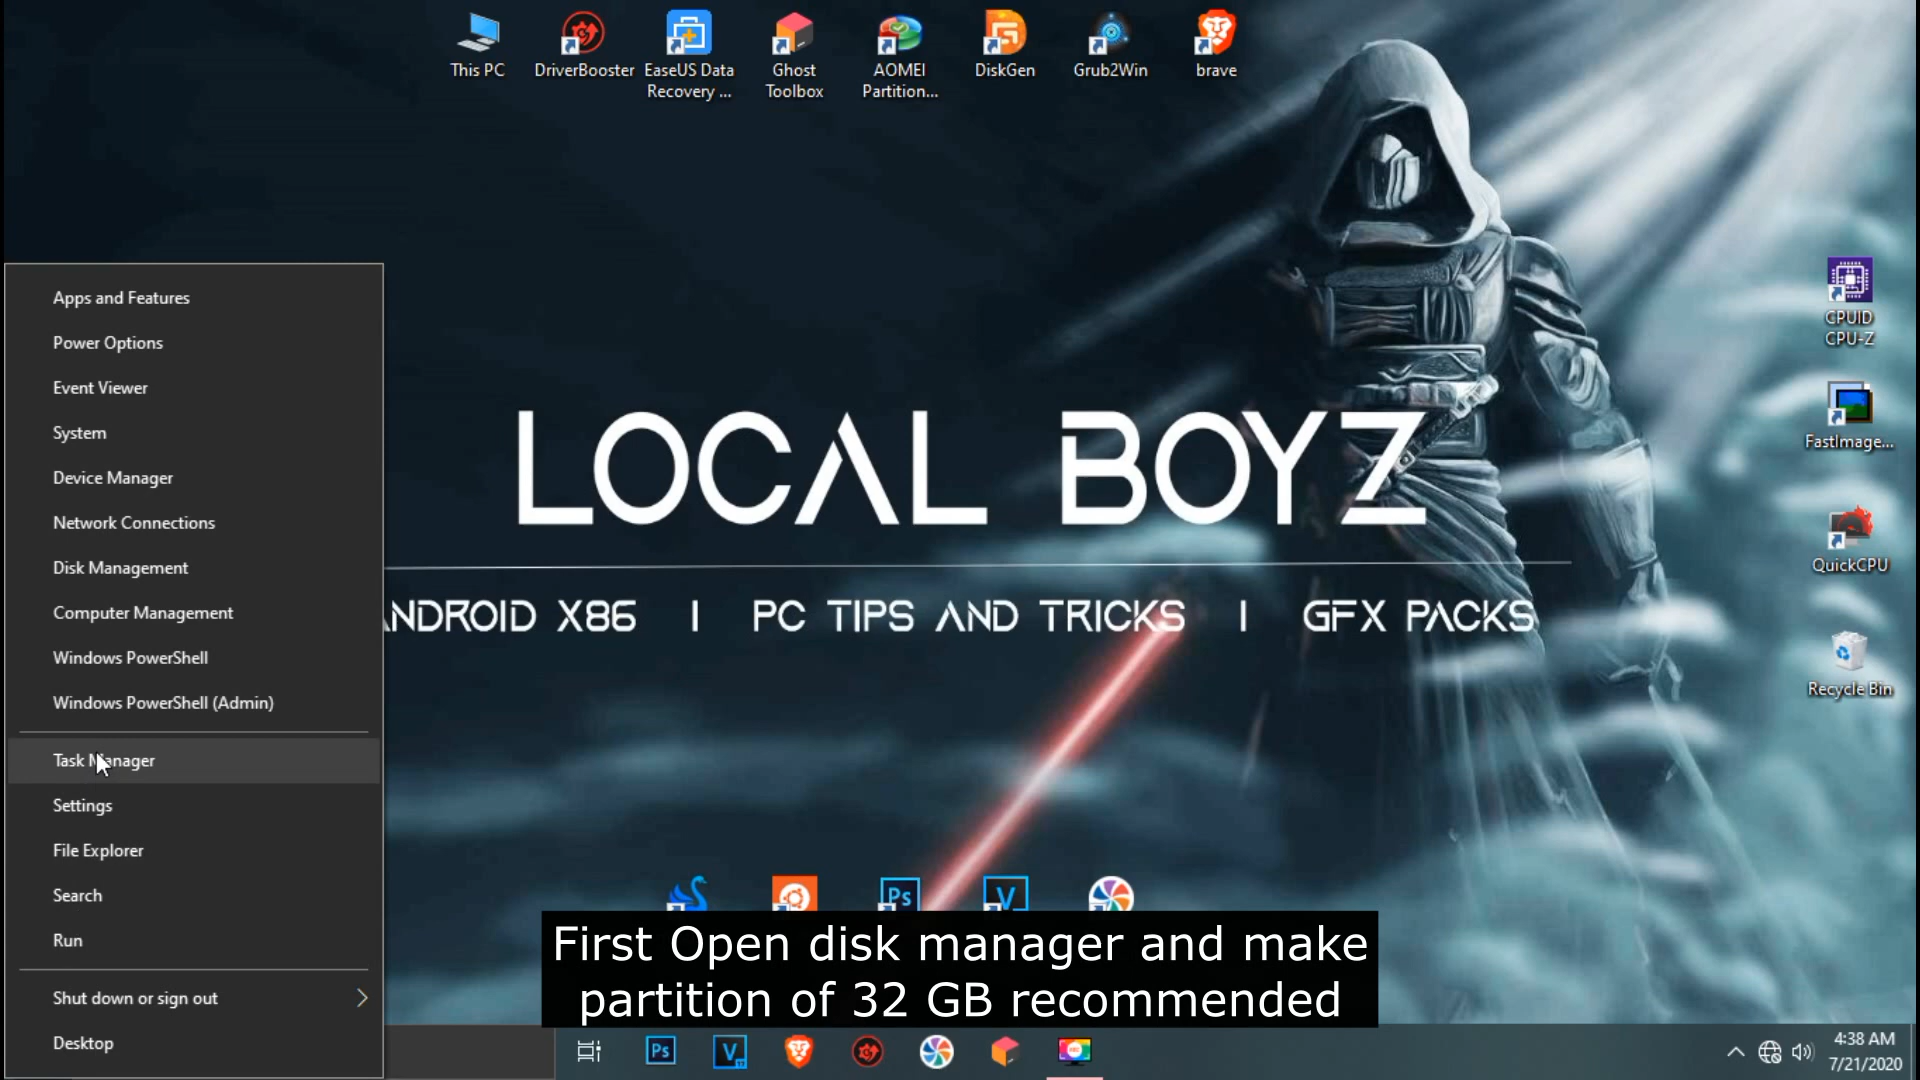 This PC
DriverBooster
EaseUS Data
Recovery ...
Ghost
Toolbox
AOMEI
Partition...
DiskGen
Grub2Win
brave
CPUID
CPU-Z
FastImage...
QuickCPU
Recycle Bin
LOCAL BOYZ
NDROID X86 | PC TIPS AND TRICKS | GFX PACKS
Apps and Features
Power Options
Event Viewer
System
Device Manager
Network Connections
Disk Management
Computer Management
Windows PowerShell
Windows PowerShell (Admin)
Task Manager
Settings
File Explorer
Search
Run
Shut down or sign out
Desktop
Ps
V
First Open disk manager and make
partition of 32 GB recommended
Ps
V
4:38 AM
7/21/2020